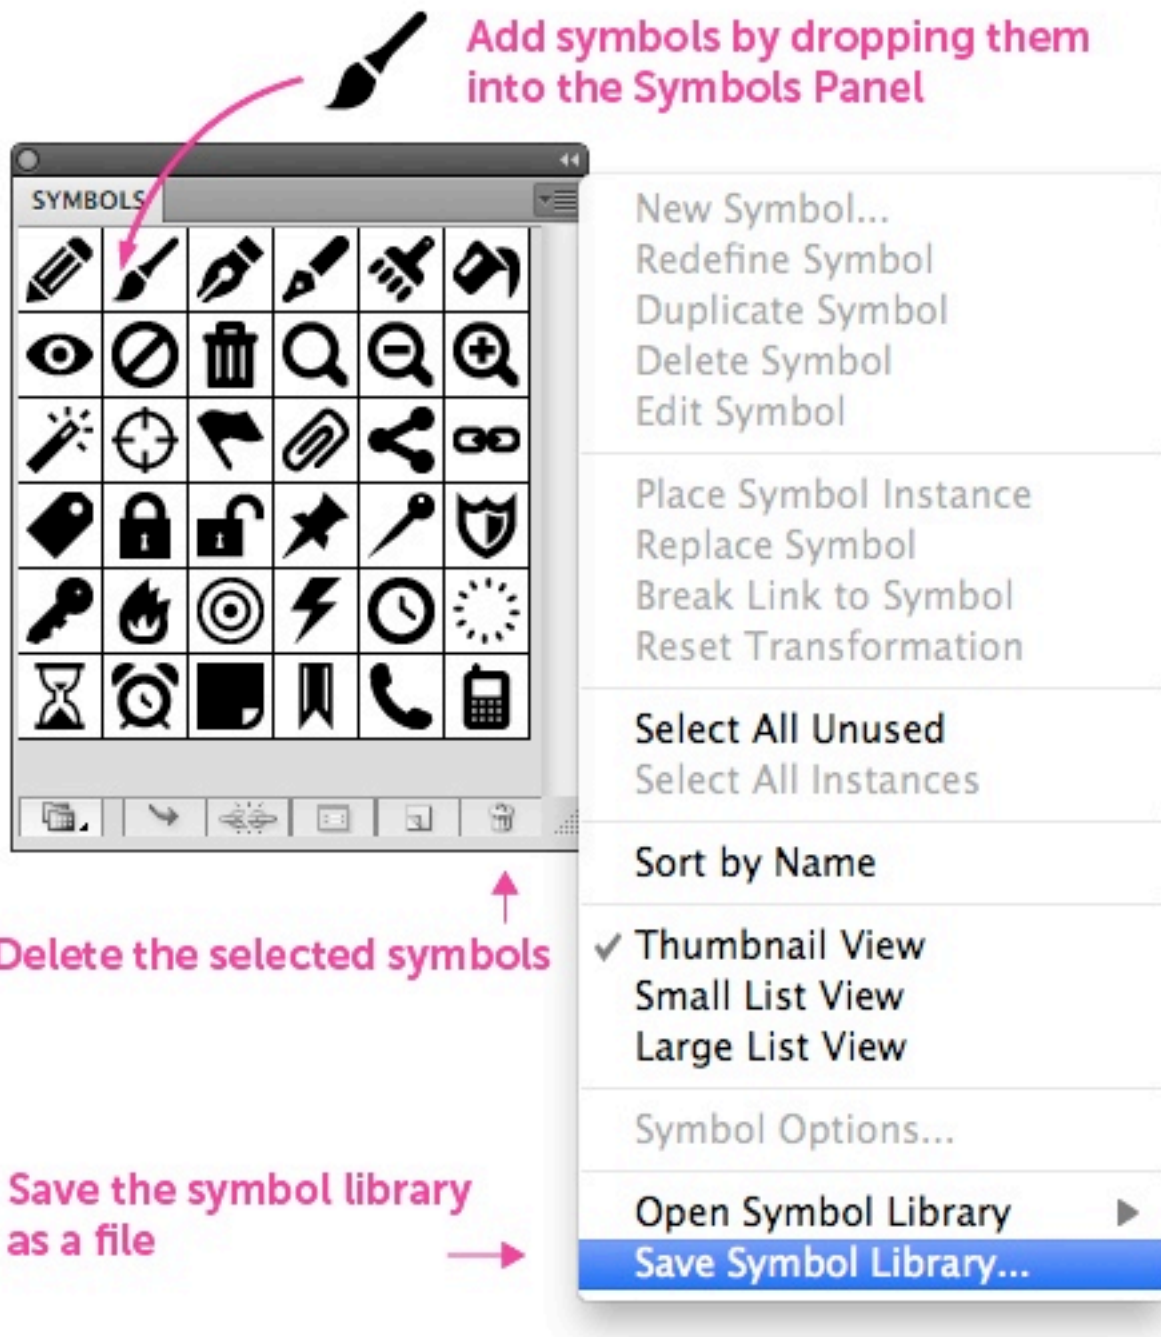 Add symbols by dropping them
into the Symbols Panel
SYMBOLS
New Symbol...
Redefine Symbol
Duplicate Symbol
Delete Symbol
Edit Symbol
Place Symbol Instance
Replace Symbol
Break Link to Symbol
Reset Transformation
Select All Unused
Select All Instances
Sort by Name
Delete the selected symbols
Thumbnail View
Small List View
Large List View
Symbol Options...
Save the symbol library
as a file
Open Symbol Library
Save Symbol Library...